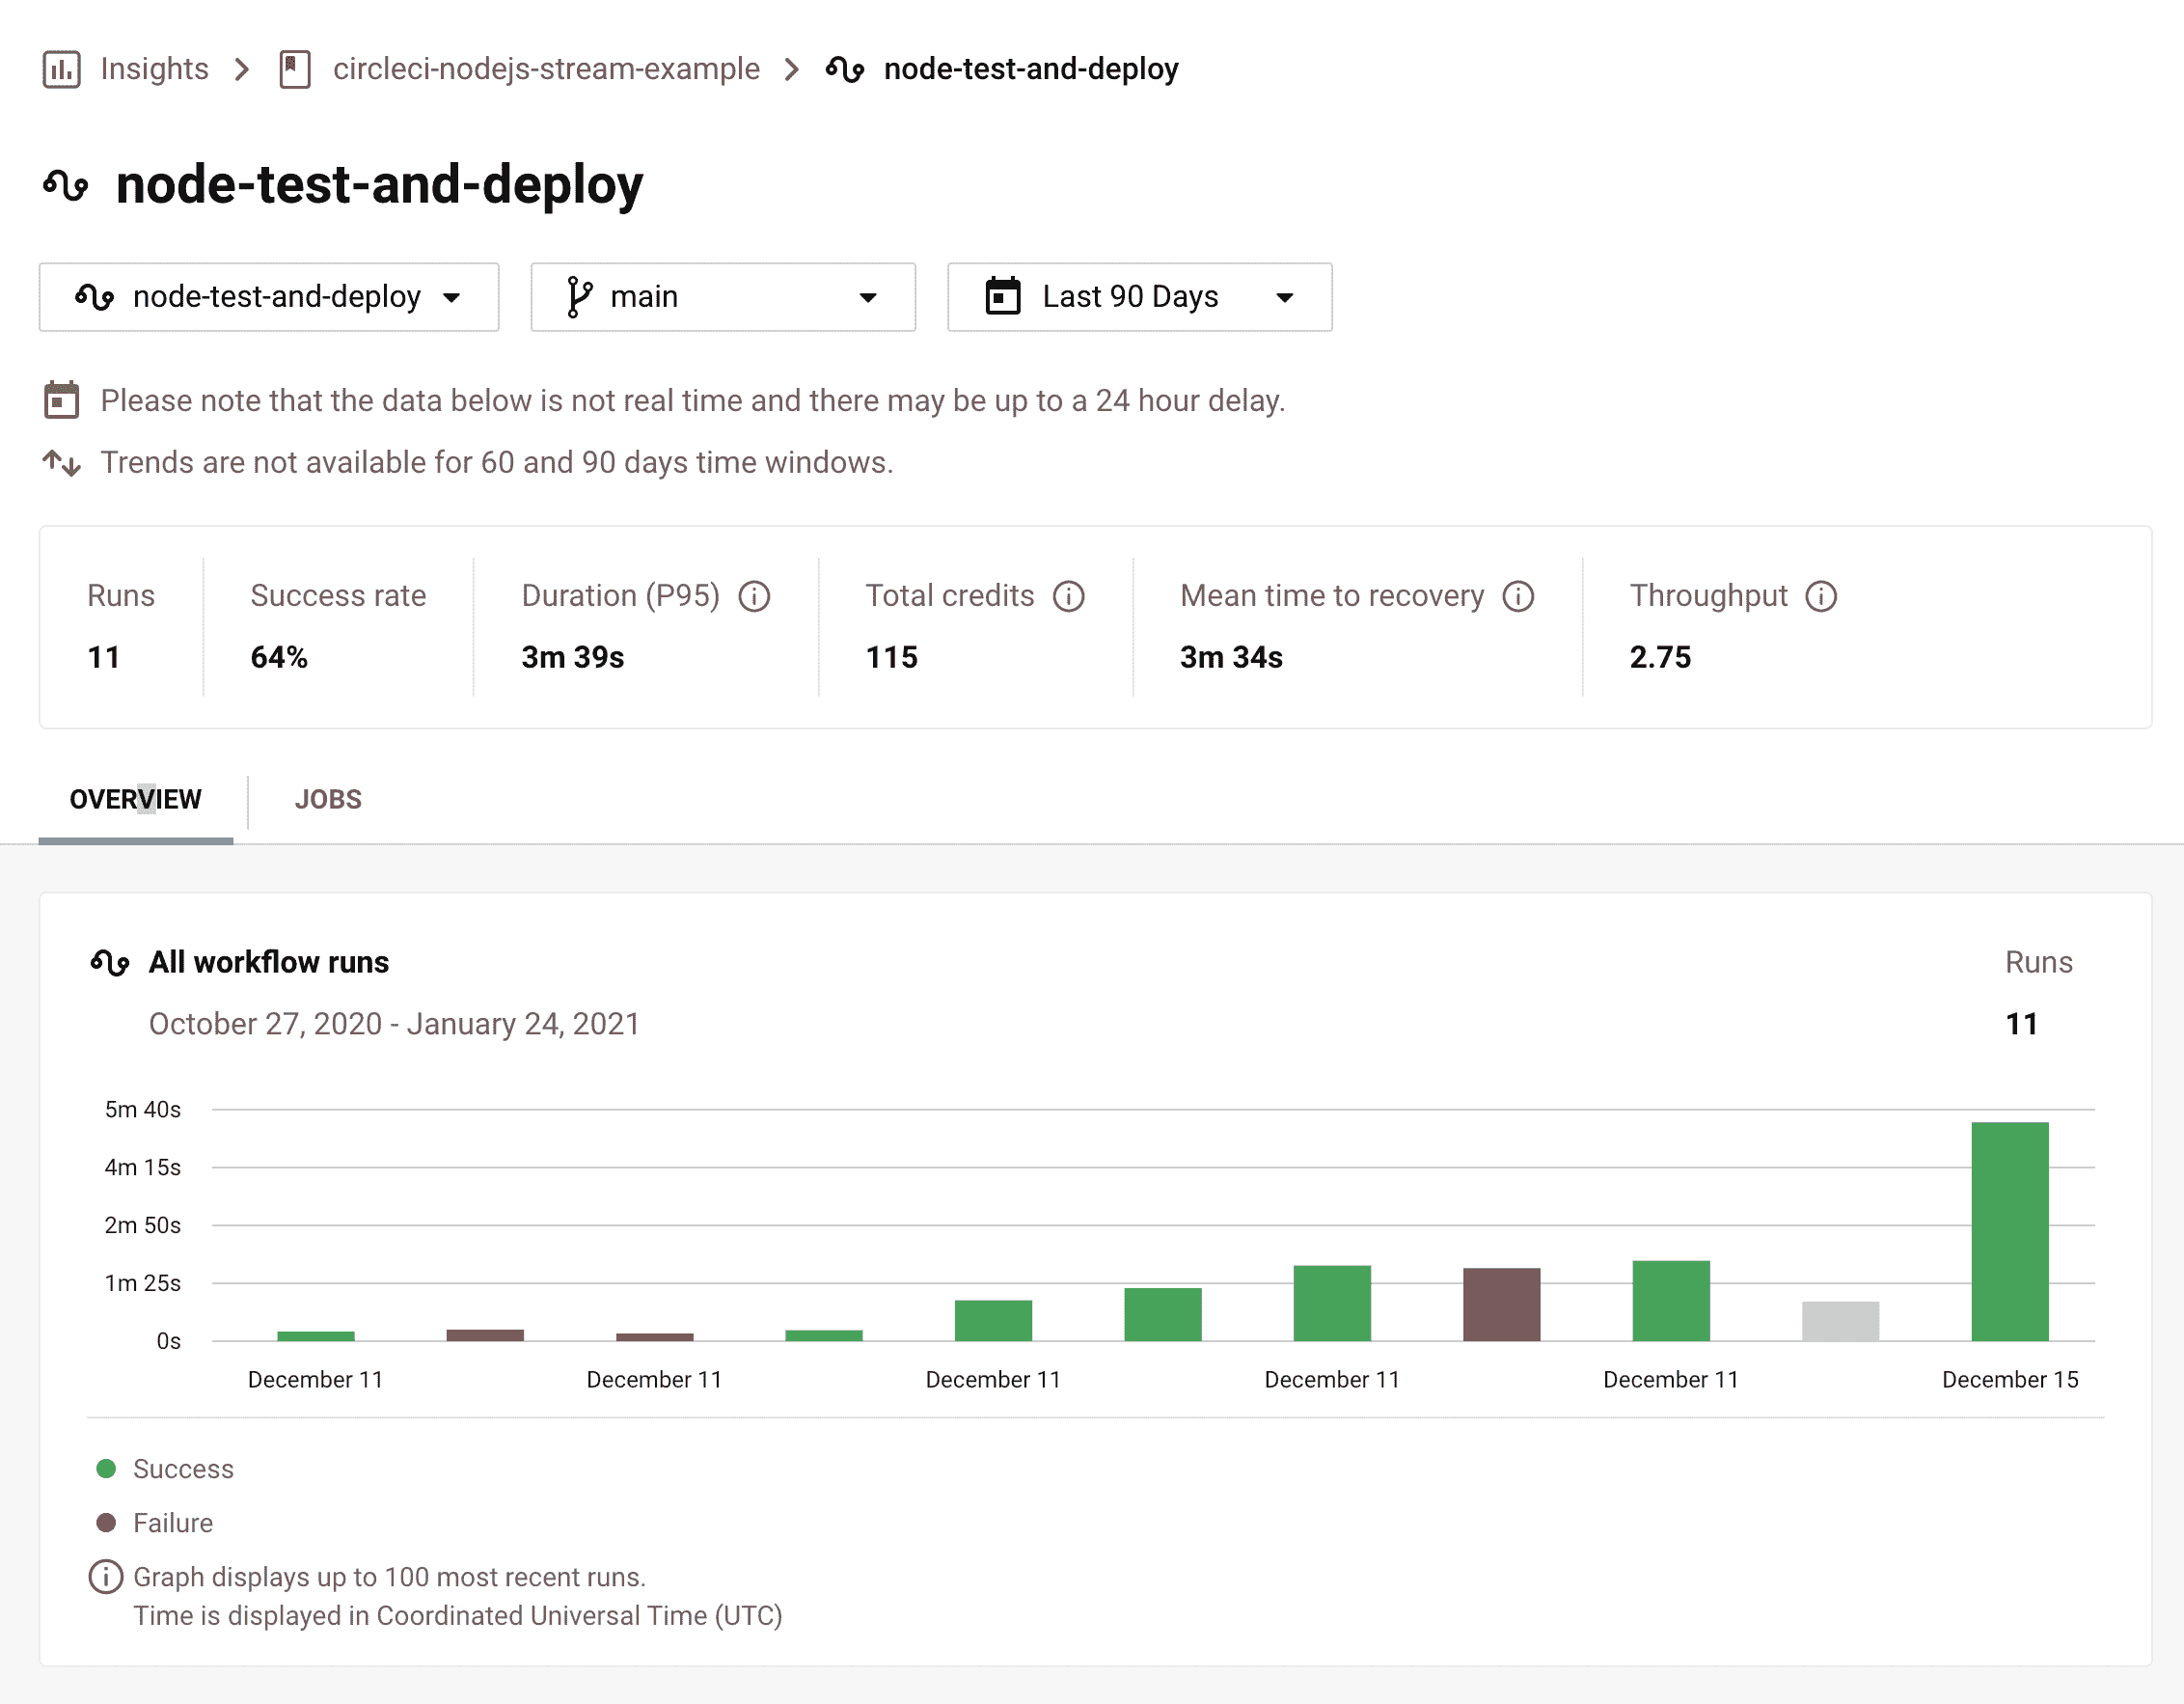 Insights > circleci-nodejs-stream-example > node-test-and-deploy
node-test-and-deploy
node-test-and-deploy main Last 90 Days
Please note that the data below is not real time and there may be up to a 24 hour delay.
Trends are not available for 60 and 90 days time windows.
Runs Success rate Duration (P95) Total credits Mean time to recovery Throughput
11 64% 3m 39s 115 3m 34s 2.75
OVERVIEW JOBS
All workflow runs Runs
October 27, 2020 - January 24, 2021 11
5m 40s
4m 15s
2m 50s
1m 25s
0s
December 11 December 11 December 11 December 11 December 11 December 15
Success
Failure
Graph displays up to 100 most recent runs.
Time is displayed in Coordinated Universal Time (UTC)